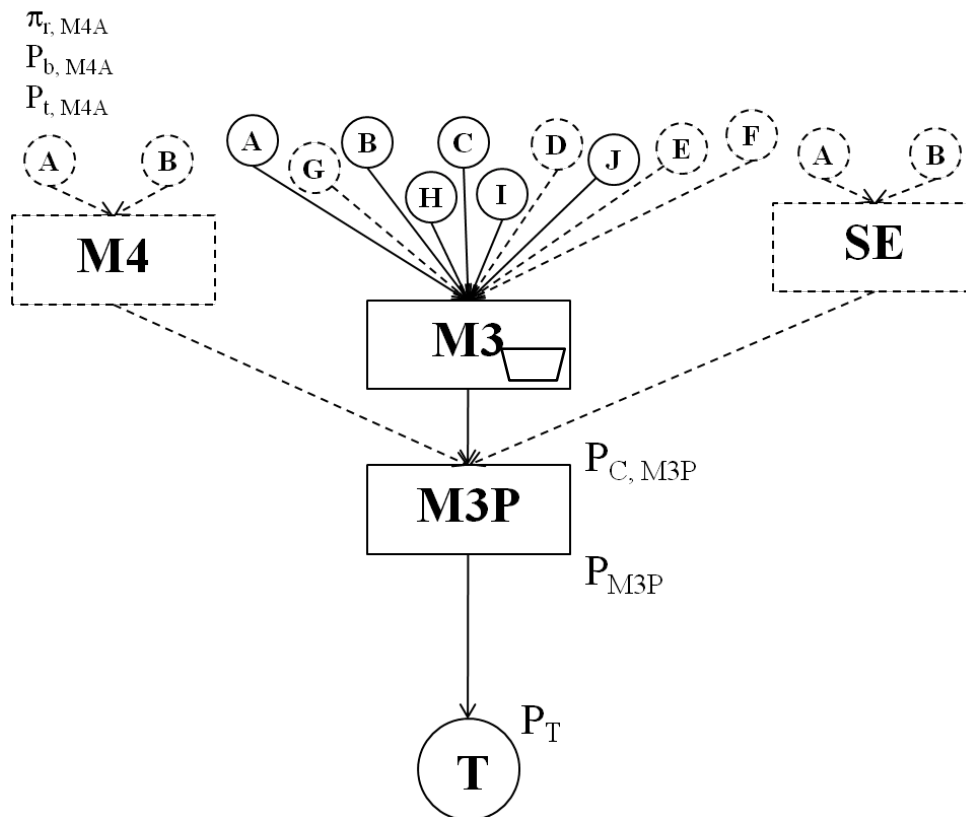 π_r, M4A
P_b, M4A
P_t, M4A
A B A G B C D J E F A B
H I
M4 SE
M3
P_C, M3P
M3P
P_M3P
P_T
T